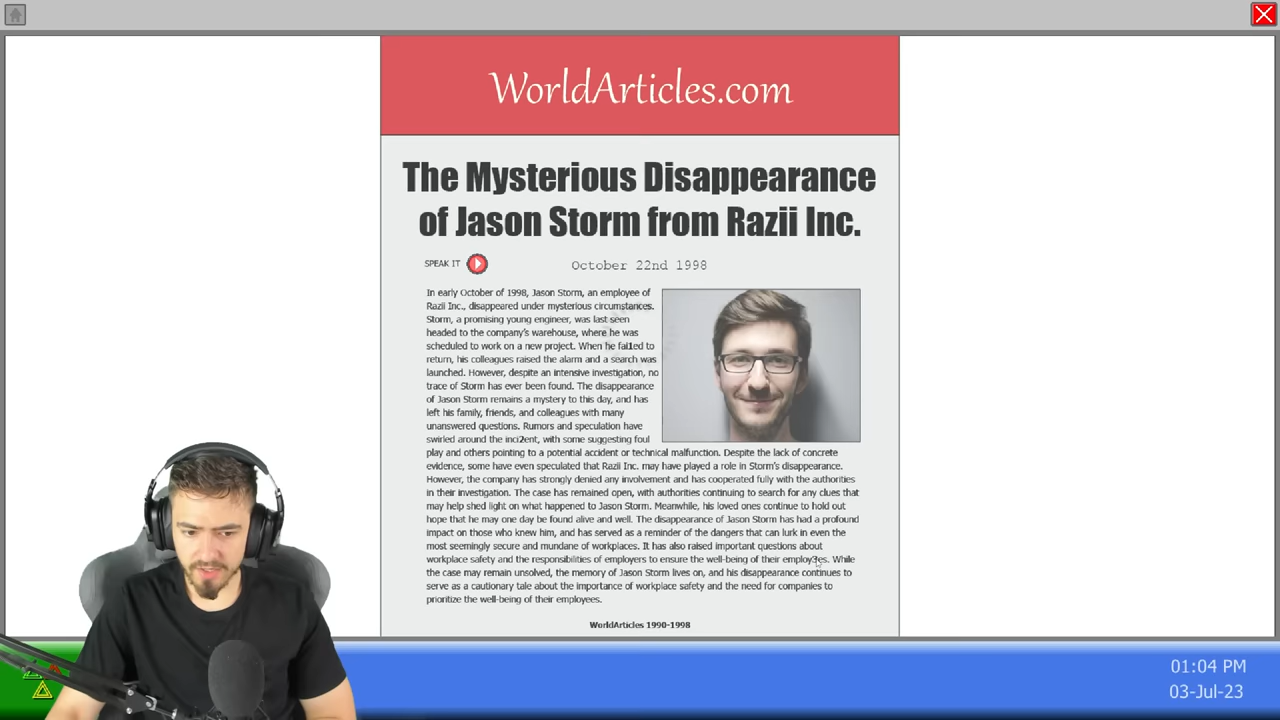 WorldArticles.com
The Mysterious Disappearance
of Jason Storm from Razii Inc.
SPEAK IT
October 22nd 1998
In early October of 1998, Jason Storm, an employee of
Razii Inc., disappeared under mysterious circumstances.
Storm, a promising young engineer, was last seen
headed to the company's warehouse, where he was
scheduled to work on a new project. When he fai1ed to
return, his colleagues raised the alarm and a search was
launched. However, despite an intensive investigation, no
trace of Storm has ever been found. The disappearance
of Jason Storm remains a mystery to this day, and has
left his family, friends, and colleagues with many
unanswered questions. Rumors and speculation have
swirled around the inci2ent, with some suggesting foul
play and others pointing to a potential accident or technical malfunction. Despite the lack of concrete
evidence, some have even speculated that Razii Inc. may have played a role in Storm's disappearance.
However, the company has strongly denied any involvement and has cooperated fully with the authorities
in their investigation. The case has remained open, with authorities continuing to search for any clues that
may help shed light on what happened to Jason Storm. Meanwhile, his loved ones continue to hold out
hope that he may one day be found alive and well. The disappearance of Jason Storm has had a profound
impact on those who knew him, and has served as a reminder of the dangers that can lurk in even the
most seemingly secure and mundane of workplaces. It has also raised important questions about
workplace safety and the responsibilities of employers to ensure the well-being of their employ3es. While
the case may remain unsolved, the memory of Jason Storm lives on, and his disappearance continues to
serve as a cautionary tale about the importance of workplace safety and the need for companies to
prioritize the well-being of their employees.
WorldArticles 1990-1998
01:04 PM
03-Jul-23